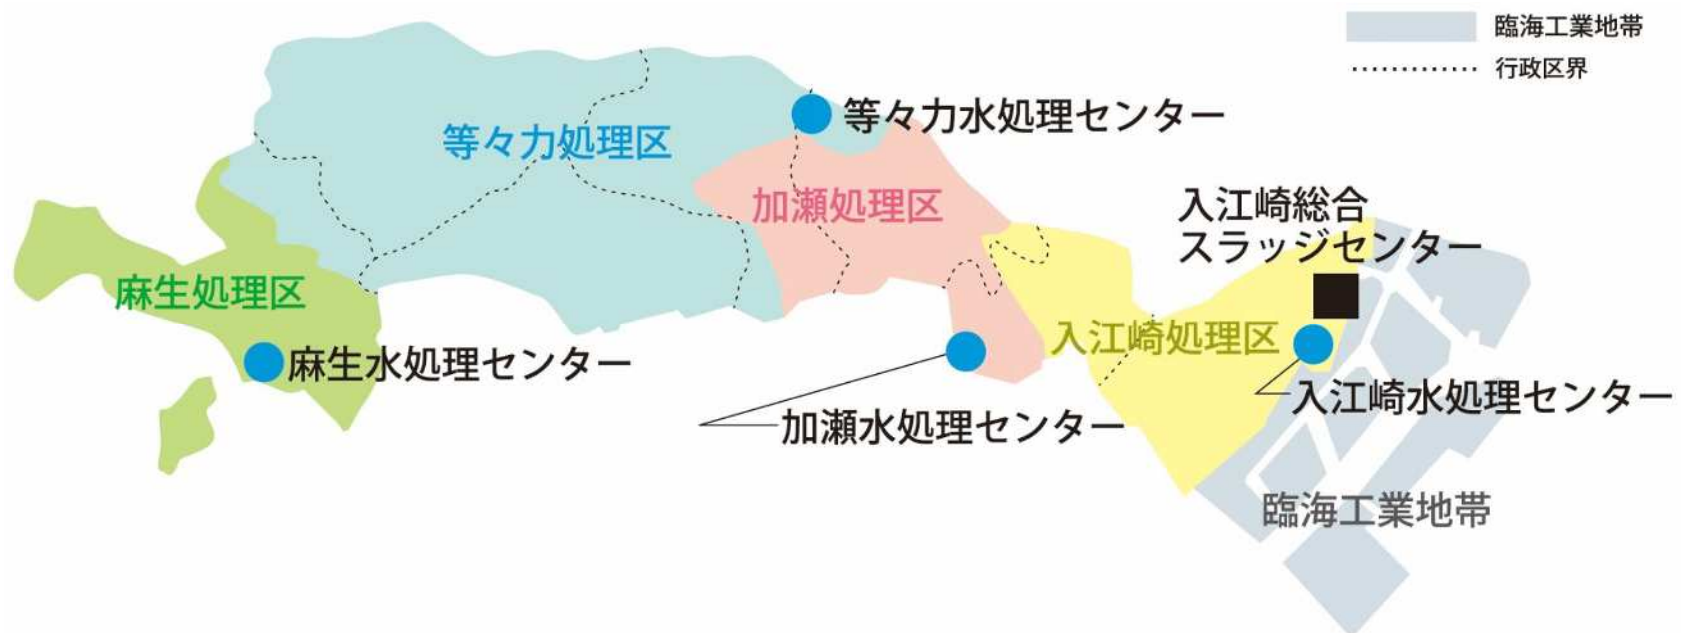 臨海工業地帯
行政区界
等々力水処理センター
等々力処理区
加瀬処理区
入江崎総合
スラッジセンター
麻生処理区
入江崎処理区
麻生水処理センター
入江崎水処理センター
加瀬水処理センター
臨海工業地帯